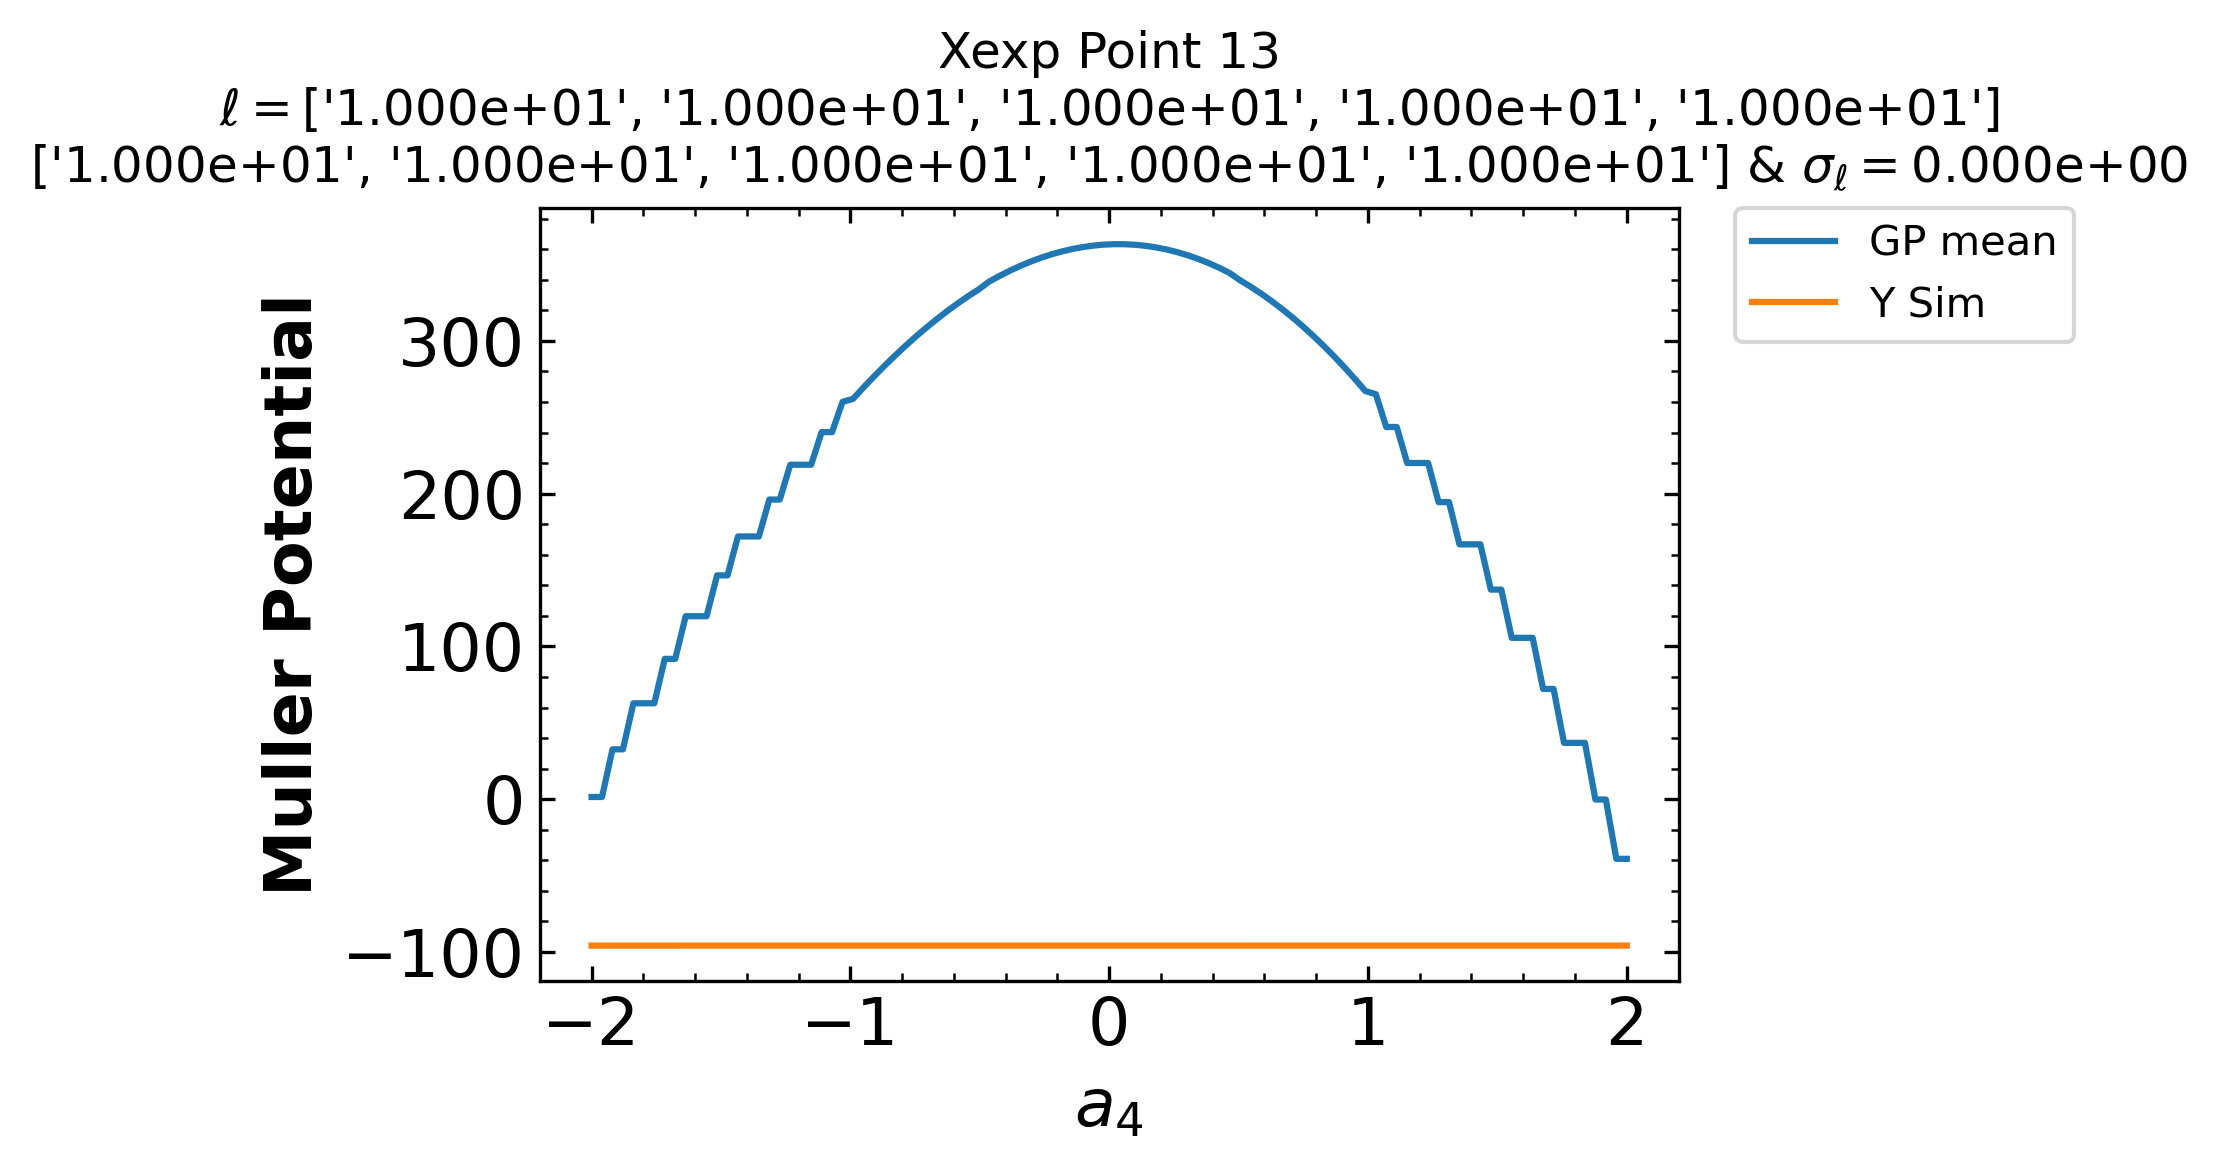 Xexp Point 13
ℓ = ['1.000e+01', '1.000e+01', '1.000e+01', '1.000e+01', '1.000e+01']
['1.000e+01', '1.000e+01', '1.000e+01', '1.000e+01', '1.000e+01'] & σℓ = 0.000e+00
GP mean
Y Sim
Muller Potential
300
200
100
0
−100
−2
−1
0
1
2
a₄